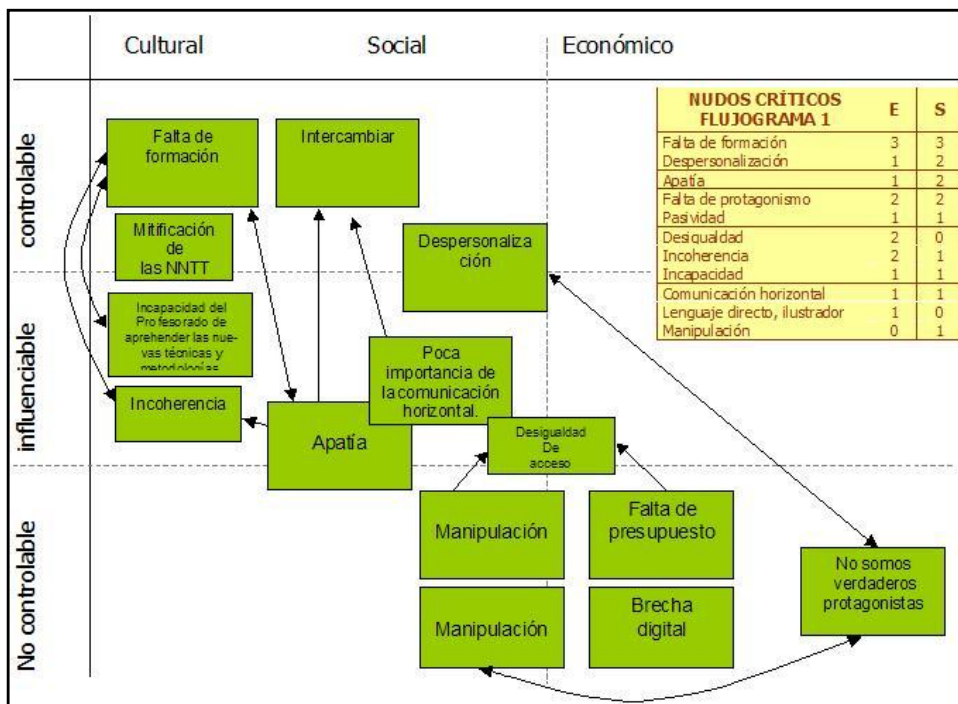 Cultural Social Económico
NUDOS CRÍTICOS
FLUJOGRAMA 1 E S
Falta de formación 3 3
Despersonalización 1 2
Apatía 1 2
Falta de protagonismo 2 2
Pasividad 1 1
Desigualdad 2 0
Incoherencia 2 1
Incapacidad 1 1
Comunicación horizontal 1 1
Lenguaje directo, ilustrador 1 0
Manipulación 0 1
controlable
Falta de
formación
Intercambiar
Mitificación
de
las NNTT
Despersonaliza
ción
influenciable
Incapacidad del
Profesorado de
aprehender las nue-
vas técnicas y
metodologías
Incoherencia
Apatía
Poca
importancia de
la comunicación
horizontal.
Desigualdad
De
acceso
No controlable
Manipulación
Falta de
presupuesto
Manipulación
Brecha
digital
No somos
verdaderos
protagonistas